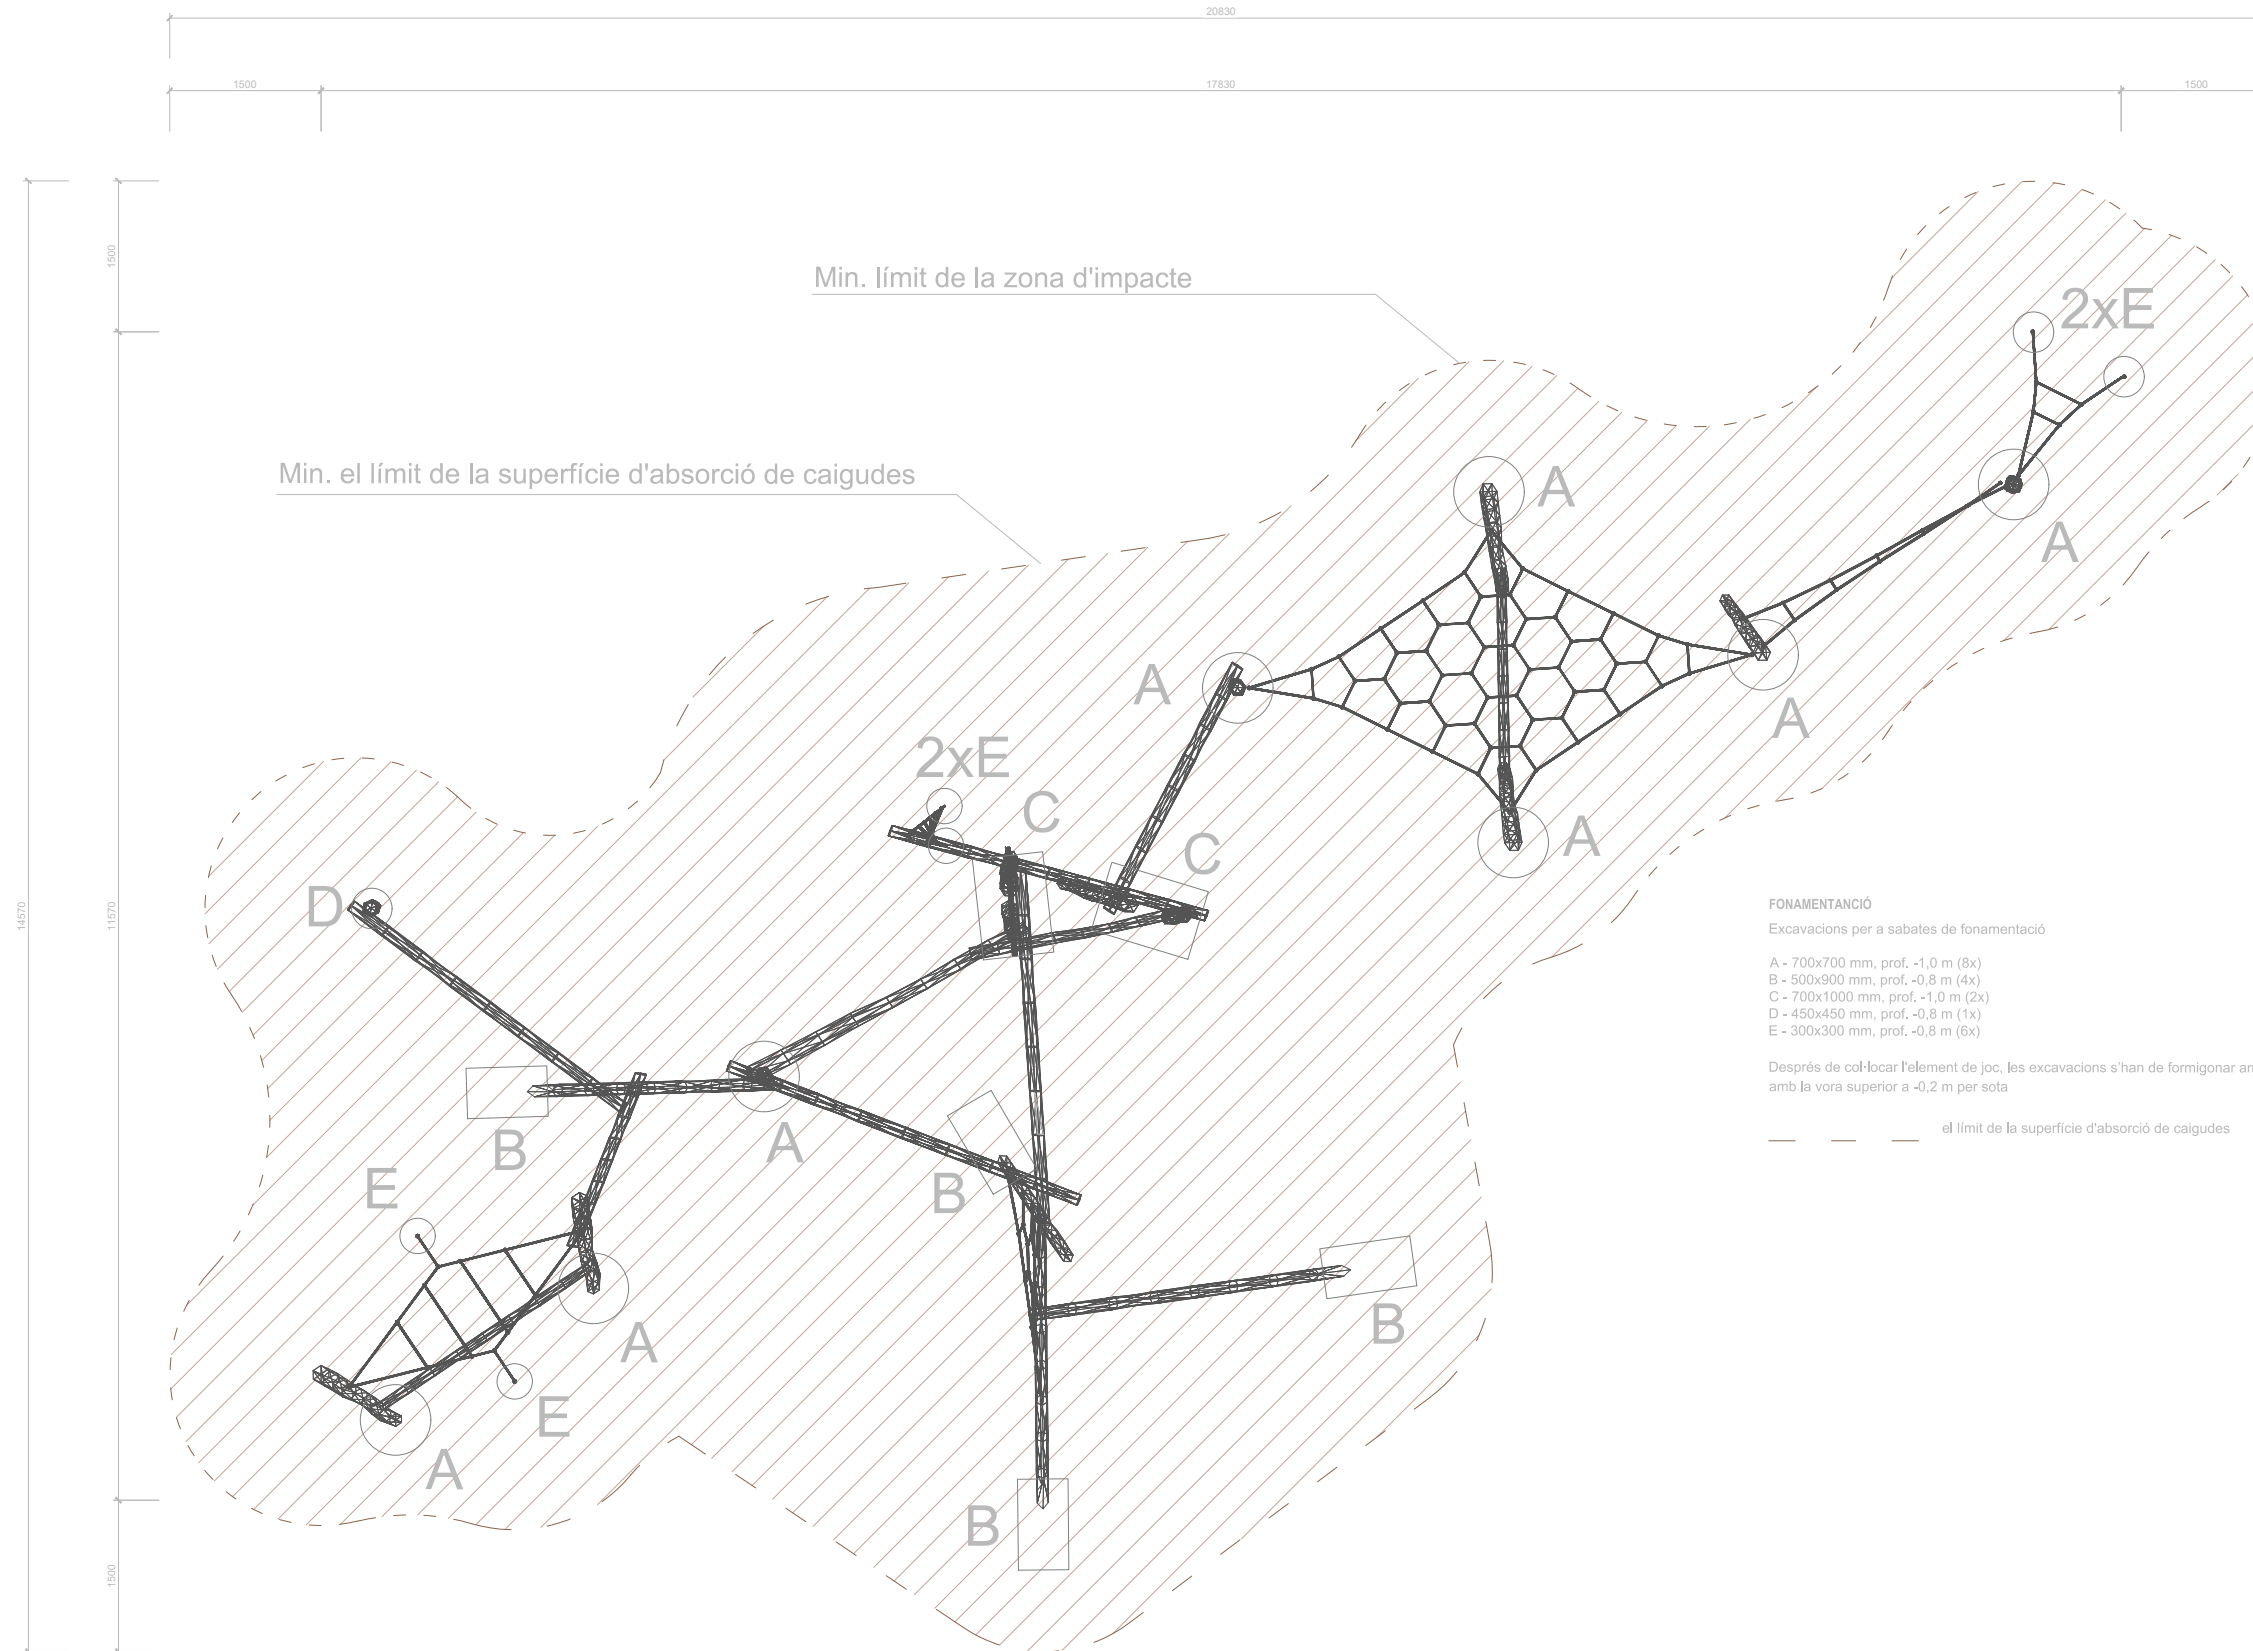 20830
1500
17830
1500
1500
Min. límit de la zona d'impacte
2xE
Min. el límit de la superfície d'absorció de caigudes
A
A
A
A
2xE
C
A
C
D
14570
11570
FONAMENTANCIÓ
Excavacions per a sabates de fonamentació
A - 700x700 mm, prof. -1,0 m (8x)
B - 500x900 mm, prof. -0,8 m (4x)
C - 700x1000 mm, prof. -1,0 m (2x)
D - 450x450 mm, prof. -0,8 m (1x)
E - 300x300 mm, prof. -0,8 m (6x)
Després de col·locar l'element de joc, les excavacions s'han de formigonar an
amb la vora superior a -0,2 m per sota
el límit de la superfície d'absorció de caigudes
B
A
E
B
A
B
E
A
B
1500